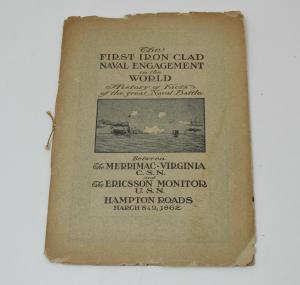 The
FIRST IRON CLAD
NAVAL ENGAGEMENT
in the
WORLD
History of Facts
of the great Naval Battle
Between
The MERRIMAC-VIRGINIA
C.S.N.
and
The ERICSSON MONITOR
U.S.N.
HAMPTON ROADS
MARCH 8&9, 1862.